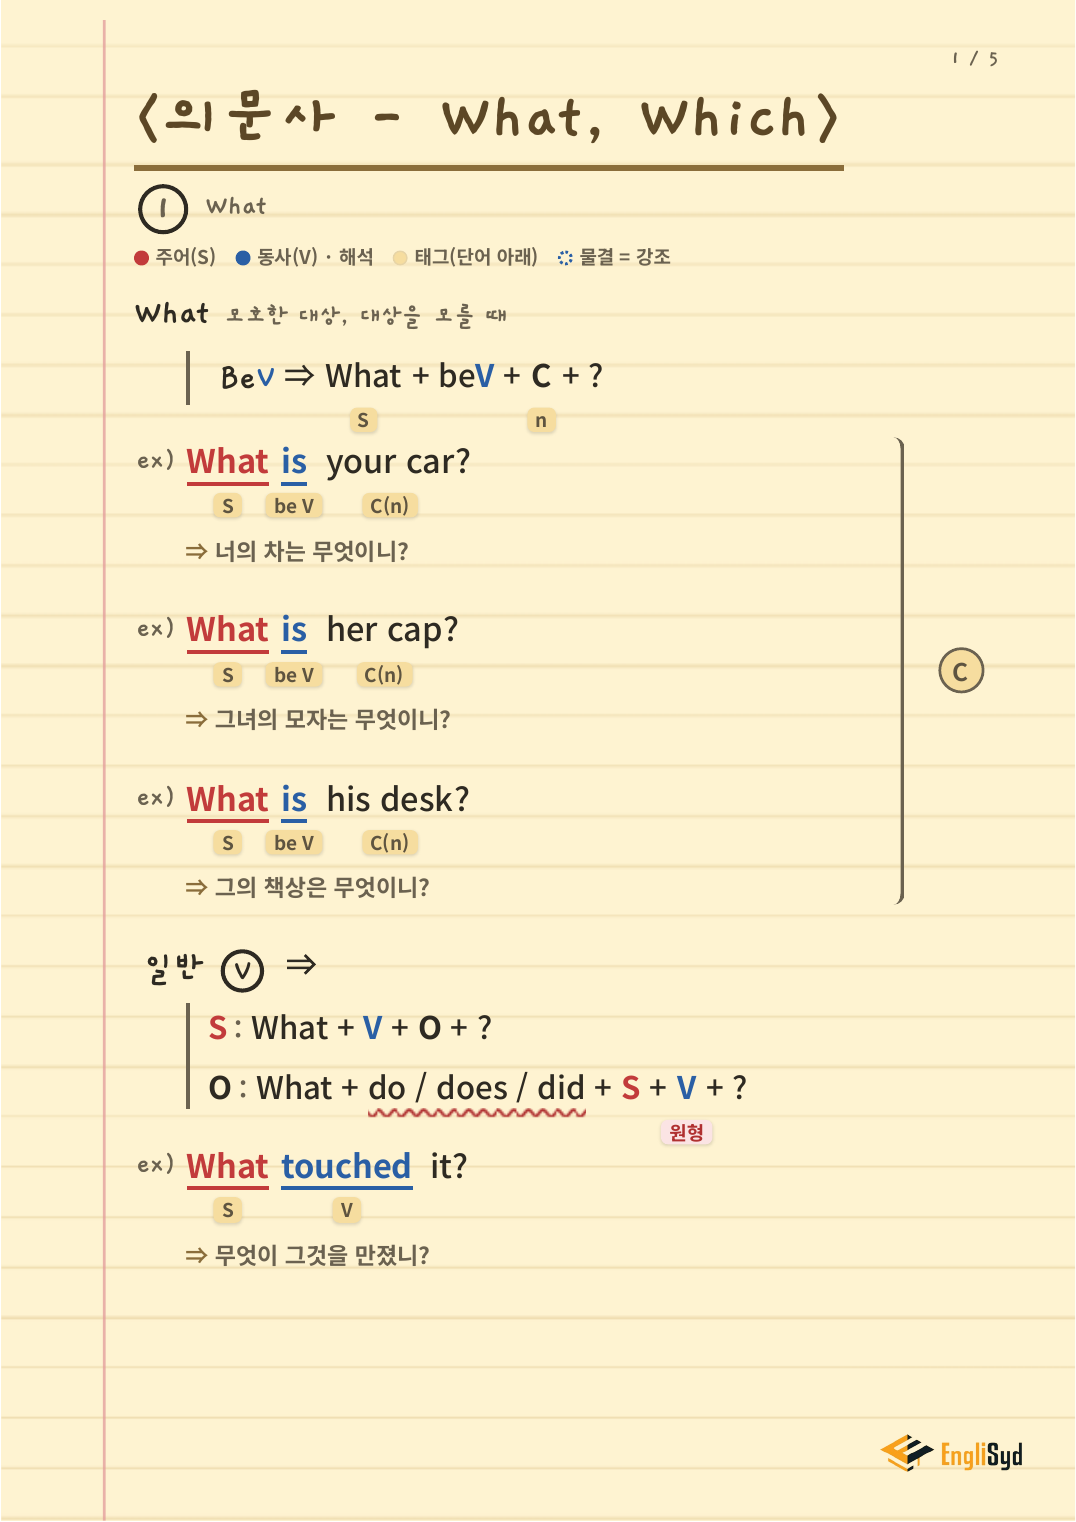 1 / 5
<의문사 - What, Which>
1 What
주어(S) 동사(V) · 해석 태그(단어 아래) 물결 = 강조
What 모호한 대상, 대상을 모를 때
BeV ⇒ What + beV + C + ?
S n
ex) What is your car?
S be V C(n)
⇒ 너의 차는 무엇이니?
ex) What is her cap?
S be V C(n)
⇒ 그녀의 모자는 무엇이니?
C
ex) What is his desk?
S be V C(n)
⇒ 그의 책상은 무엇이니?
일반 V ⇒
S : What + V + O + ?
O : What + do / does / did + S + V + ?
원형
ex) What touched it?
S V
⇒ 무엇이 그것을 만졌니?
EngliSyd